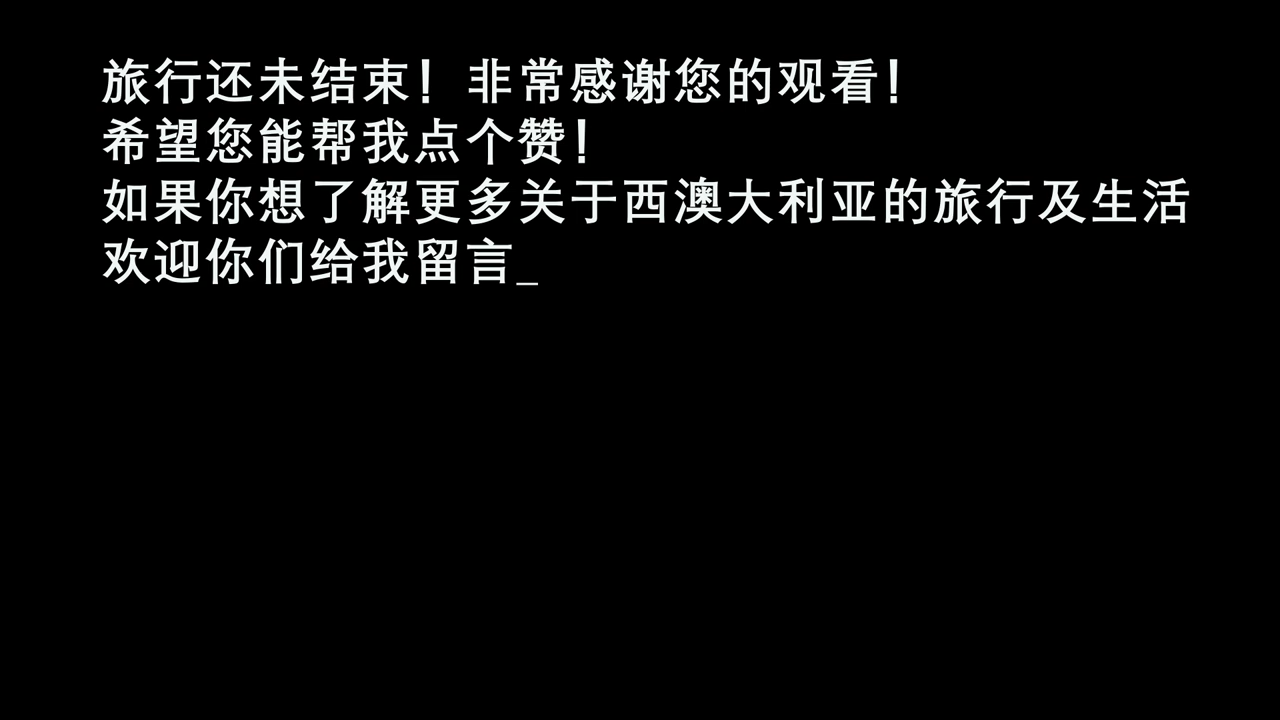 旅行还未结束！非常感谢您的观看！
希望您能帮我点个赞！
如果你想了解更多关于西澳大利亚的旅行及生活
欢迎你们给我留言_